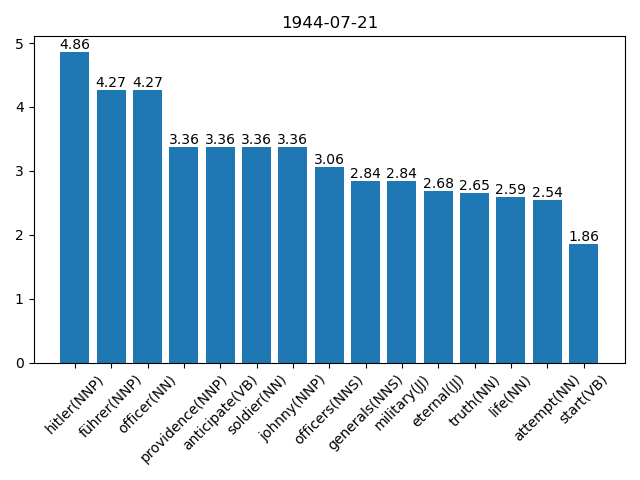 1944-07-21
5
4
3
2
1
0
4.86
4.27
4.27
3.36
3.36
3.36
3.36
3.06
2.84
2.84
2.68
2.65
2.59
2.54
1.86
hitler(NNP)
führer(NNP)
officer(NN)
providence(NNP)
anticipate(VB)
soldier(NN)
johnny(NNP)
officers(NNS)
generals(NNS)
military(JJ)
eternal(JJ)
truth(NN)
life(NN)
attempt(NN)
start(VB)